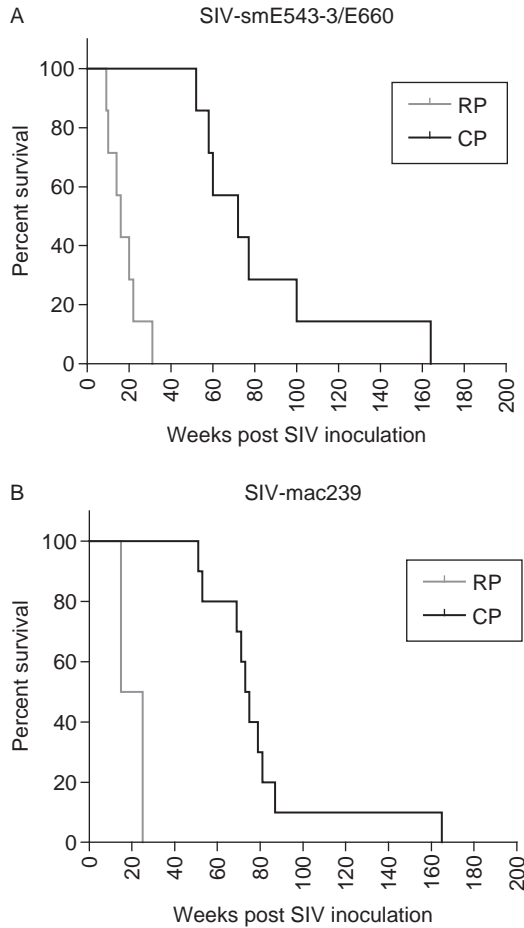 A
SIV-smE543-3/E660
100
80
60
40
20
0
Percent survival
RP
CP
0 20 40 60 80 100 120 140 160 180 200
Weeks post SIV inoculation
B
SIV-mac239
100
80
60
40
20
0
Percent survival
RP
CP
0 20 40 60 80 100 120 140 160 180 200
Weeks post SIV inoculation